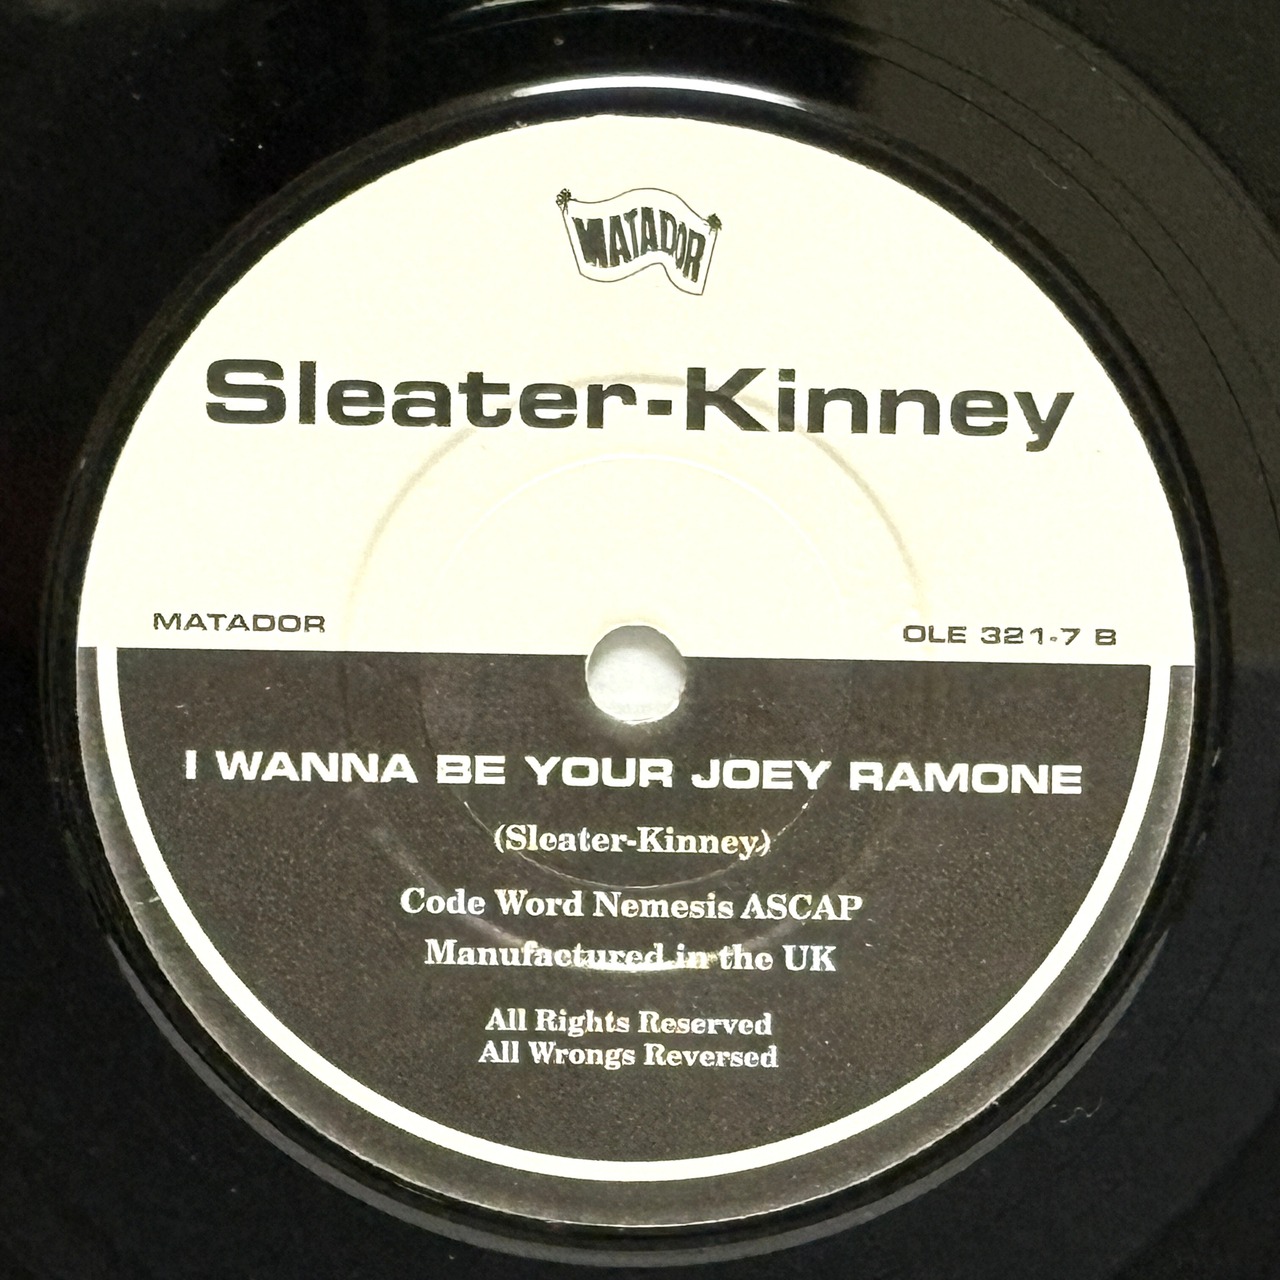 MATADOR
Sleater-Kinney
MATADOR
OLE 321-7 B
I WANNA BE YOUR JOEY RAMONE
(Sleater-Kinney)
Code Word Nemesis ASCAP
Manufactured in the UK
All Rights Reserved
All Wrongs Reversed